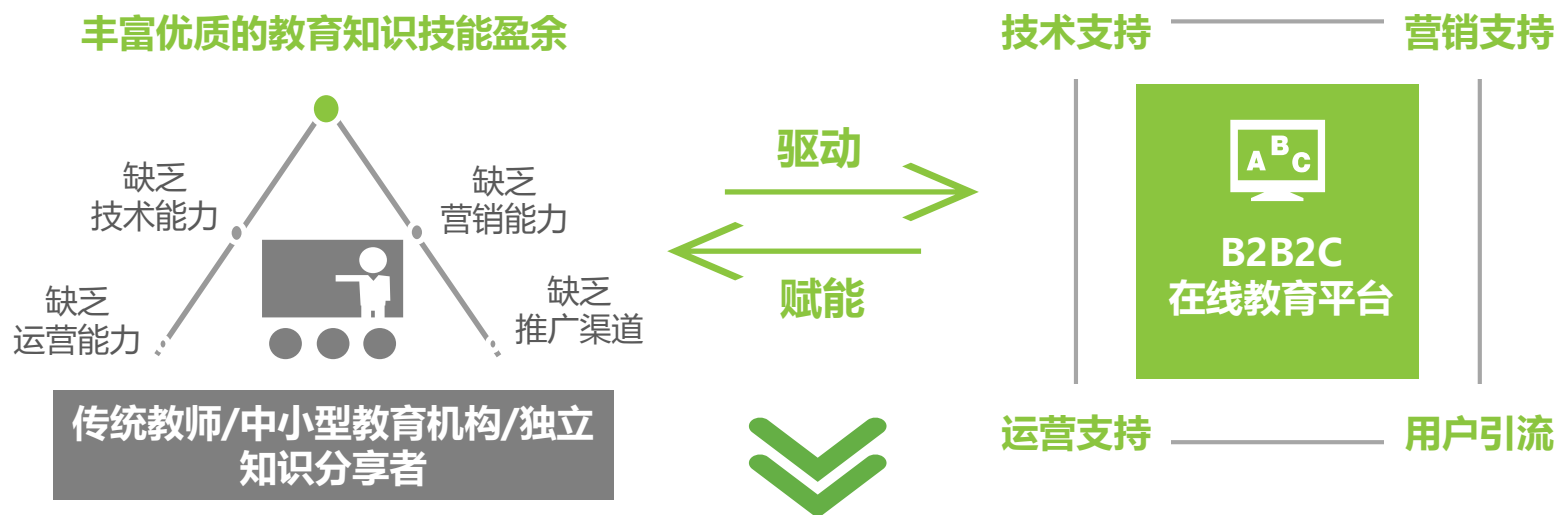 丰富优质的教育知识技能盈余
缺乏
技术能力
缺乏
营销能力
缺乏
运营能力
缺乏
推广渠道
传统教师/中小型教育机构/独立
知识分享者
驱动
赋能
技术支持
营销支持
A B C
B2B2C
在线教育平台
运营支持
用户引流